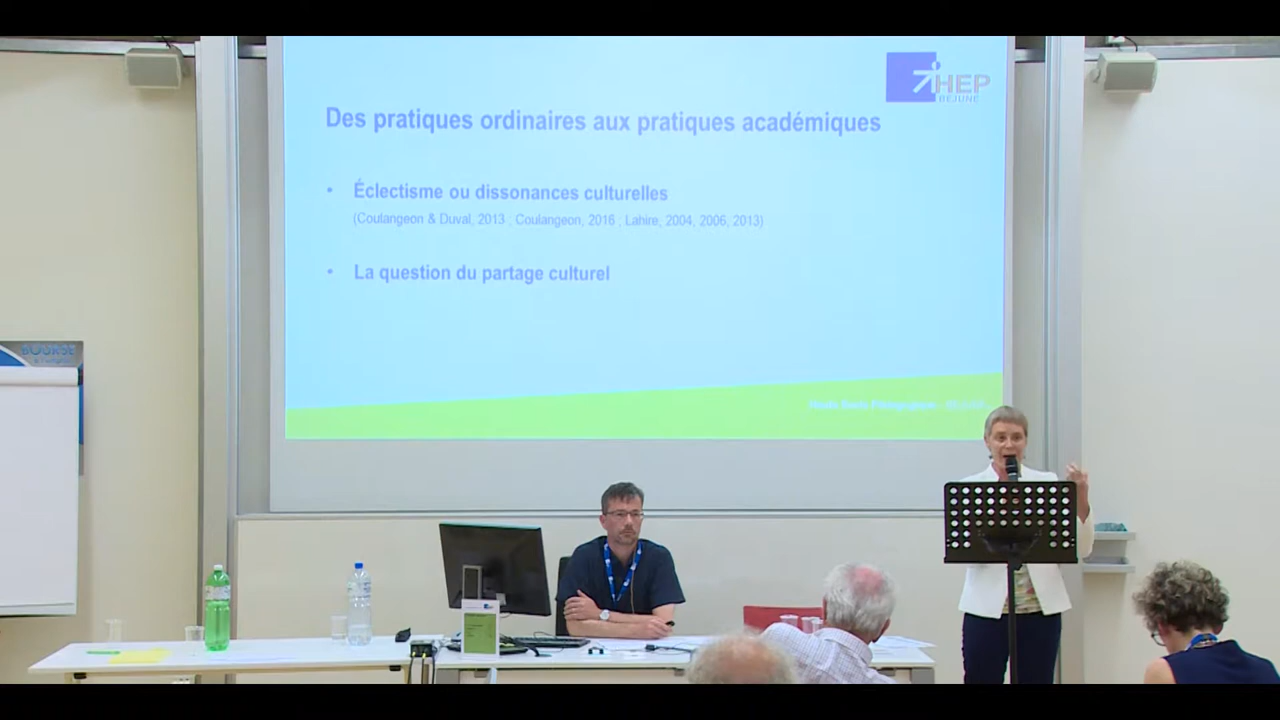 HEP
BEJUNE
Des pratiques ordinaires aux pratiques académiques
• Éclectisme ou dissonances culturelles
(Coulangeon & Duval, 2013 ; Coulangeon, 2016 ; Lahire, 2004, 2006, 2013)
• La question du partage culturel
BOURSE